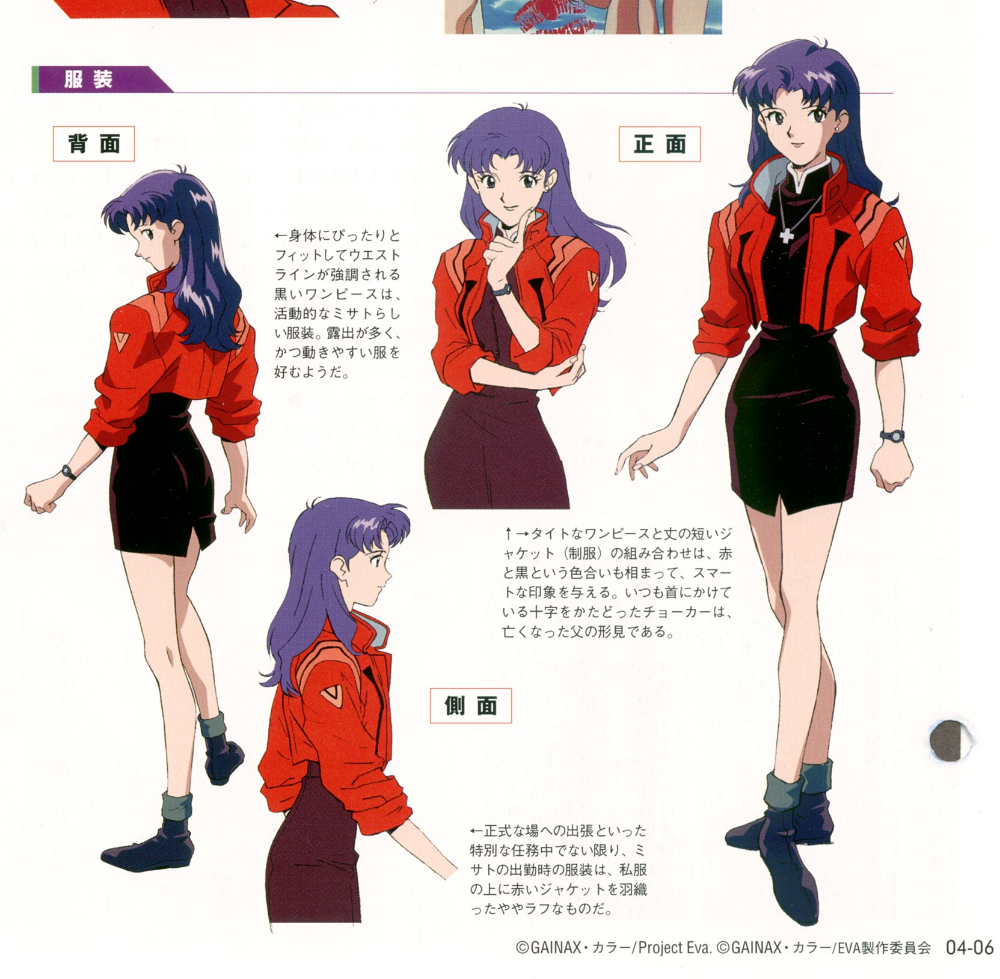 服装
背面
正面
←身体にぴったりと
フィットしてウエスト
ラインが強調される
黒いワンピースは、
活動的なミサトらし
い服装。露出が多く、
かつ動きやすい服を
好むようだ。
↑→タイトなワンピースと丈の短いジ
ャケット（制服）の組み合わせは、赤
と黒という色合いも相まって、スマー
トな印象を与える。いつも首にかけて
いる十字をかたどったチョーカーは、
亡くなった父の形見である。
側面
←正式な場への出張といった
特別な任務中でない限り、ミ
サトの出勤時の服装は、私服
の上に赤いジャケットを羽織
ったややラフなものだ。
©GAINAX・カラー/Project Eva. ©GAINAX・カラー/EVA製作委員会 04-06